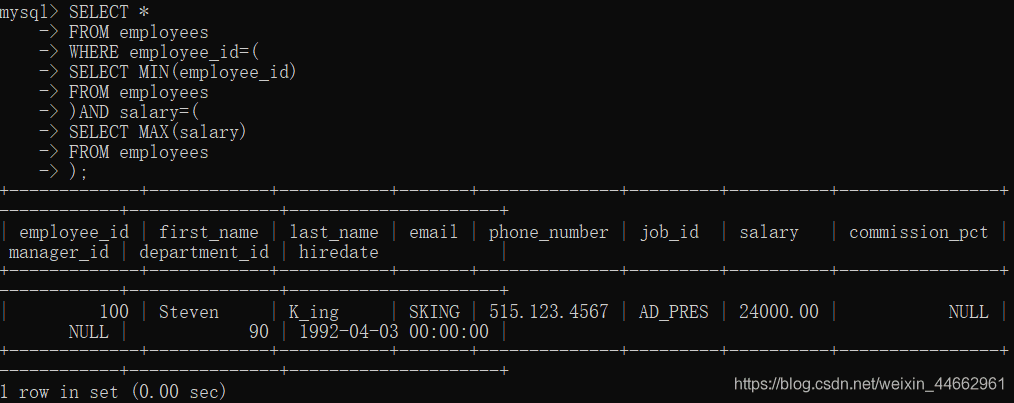 mysql> SELECT *
    -> FROM employees
    -> WHERE employee_id=(
    -> SELECT MIN(employee_id)
    -> FROM employees
    -> )AND salary=(
    -> SELECT MAX(salary)
    -> FROM employees
    -> );
+-------------+------------+-----------+-------+--------------+---------+----------+----------------+
------------+---------------+---------------------+
| employee_id | first_name | last_name | email | phone_number | job_id  | salary   | commission_pct |
 manager_id | department_id | hiredate            |
+-------------+------------+-----------+-------+--------------+---------+----------+----------------+
------------+---------------+---------------------+
|         100 | Steven     | K_ing     | SKING | 515.123.4567 | AD_PRES | 24000.00 |           NULL |
       NULL |            90 | 1992-04-03 00:00:00 |
+-------------+------------+-----------+-------+--------------+---------+----------+----------------+
------------+---------------+---------------------+
1 row in set (0.00 sec)
https://blog.csdn.net/weixin_44662961